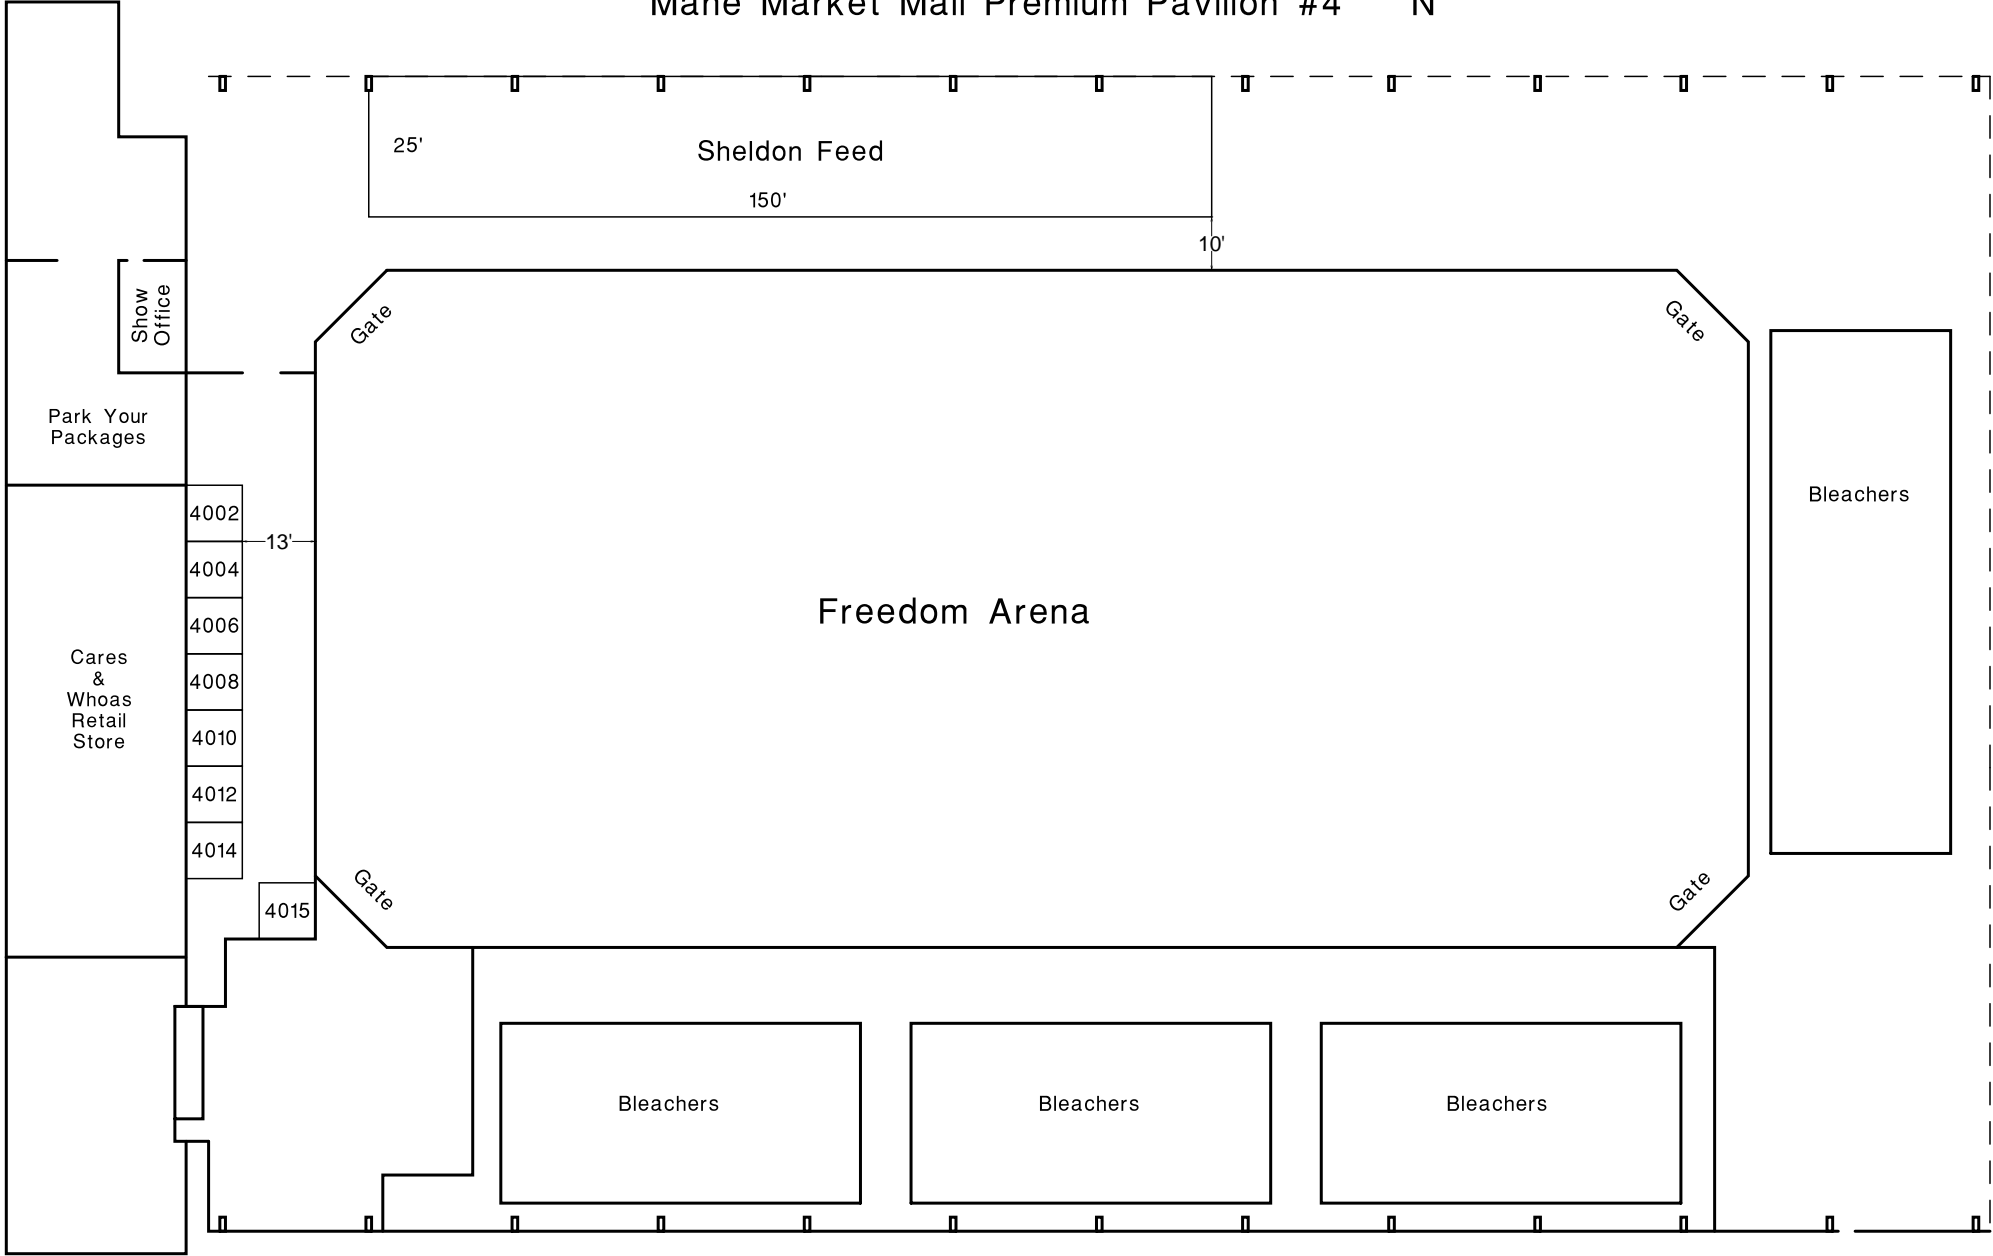 Mane Market Mall Premium Pavilion #4 N
25'
Sheldon Feed
150'
10'
Show
Office
Gate
Gate
Park Your
Packages
Bleachers
4002
13'
4004
4006
4008
4010
4012
4014
4015
Freedom Arena
Cares
&
Whoas
Retail
Store
Gate
Gate
Bleachers
Bleachers
Bleachers